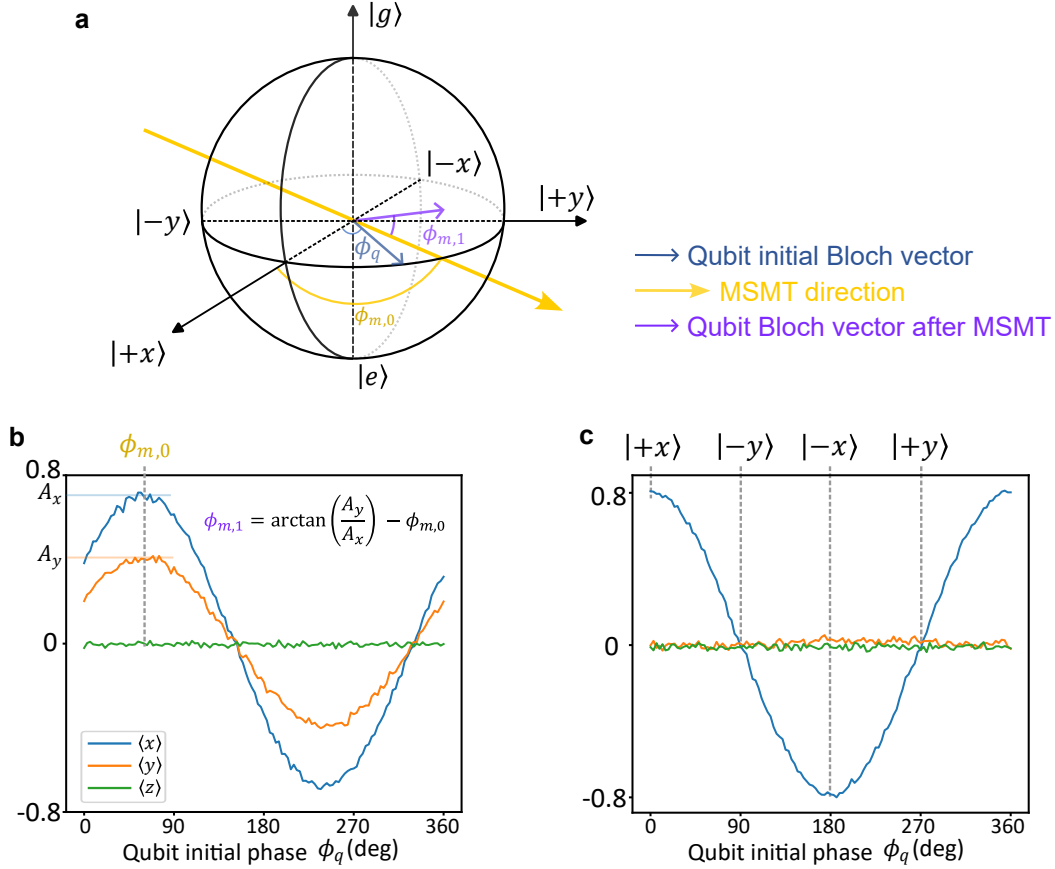 a
|g⟩
|−x⟩
|−y⟩
|+y⟩
ϕq
ϕm,1
ϕm,0
|+x⟩
|e⟩
Qubit initial Bloch vector
MSMT direction
Qubit Bloch vector after MSMT
b
ϕm,0
0.8
Ax
Ay
ϕm,1 = arctan(Ay/Ax) − ϕm,0
0
⟨x⟩
⟨y⟩
⟨z⟩
-0.8
0 90 180 270 360
Qubit initial phase ϕq (deg)
c
|+x⟩ |−y⟩ |−x⟩ |+y⟩
0.8
0
-0.8
0 90 180 270 360
Qubit initial phase ϕq (deg)